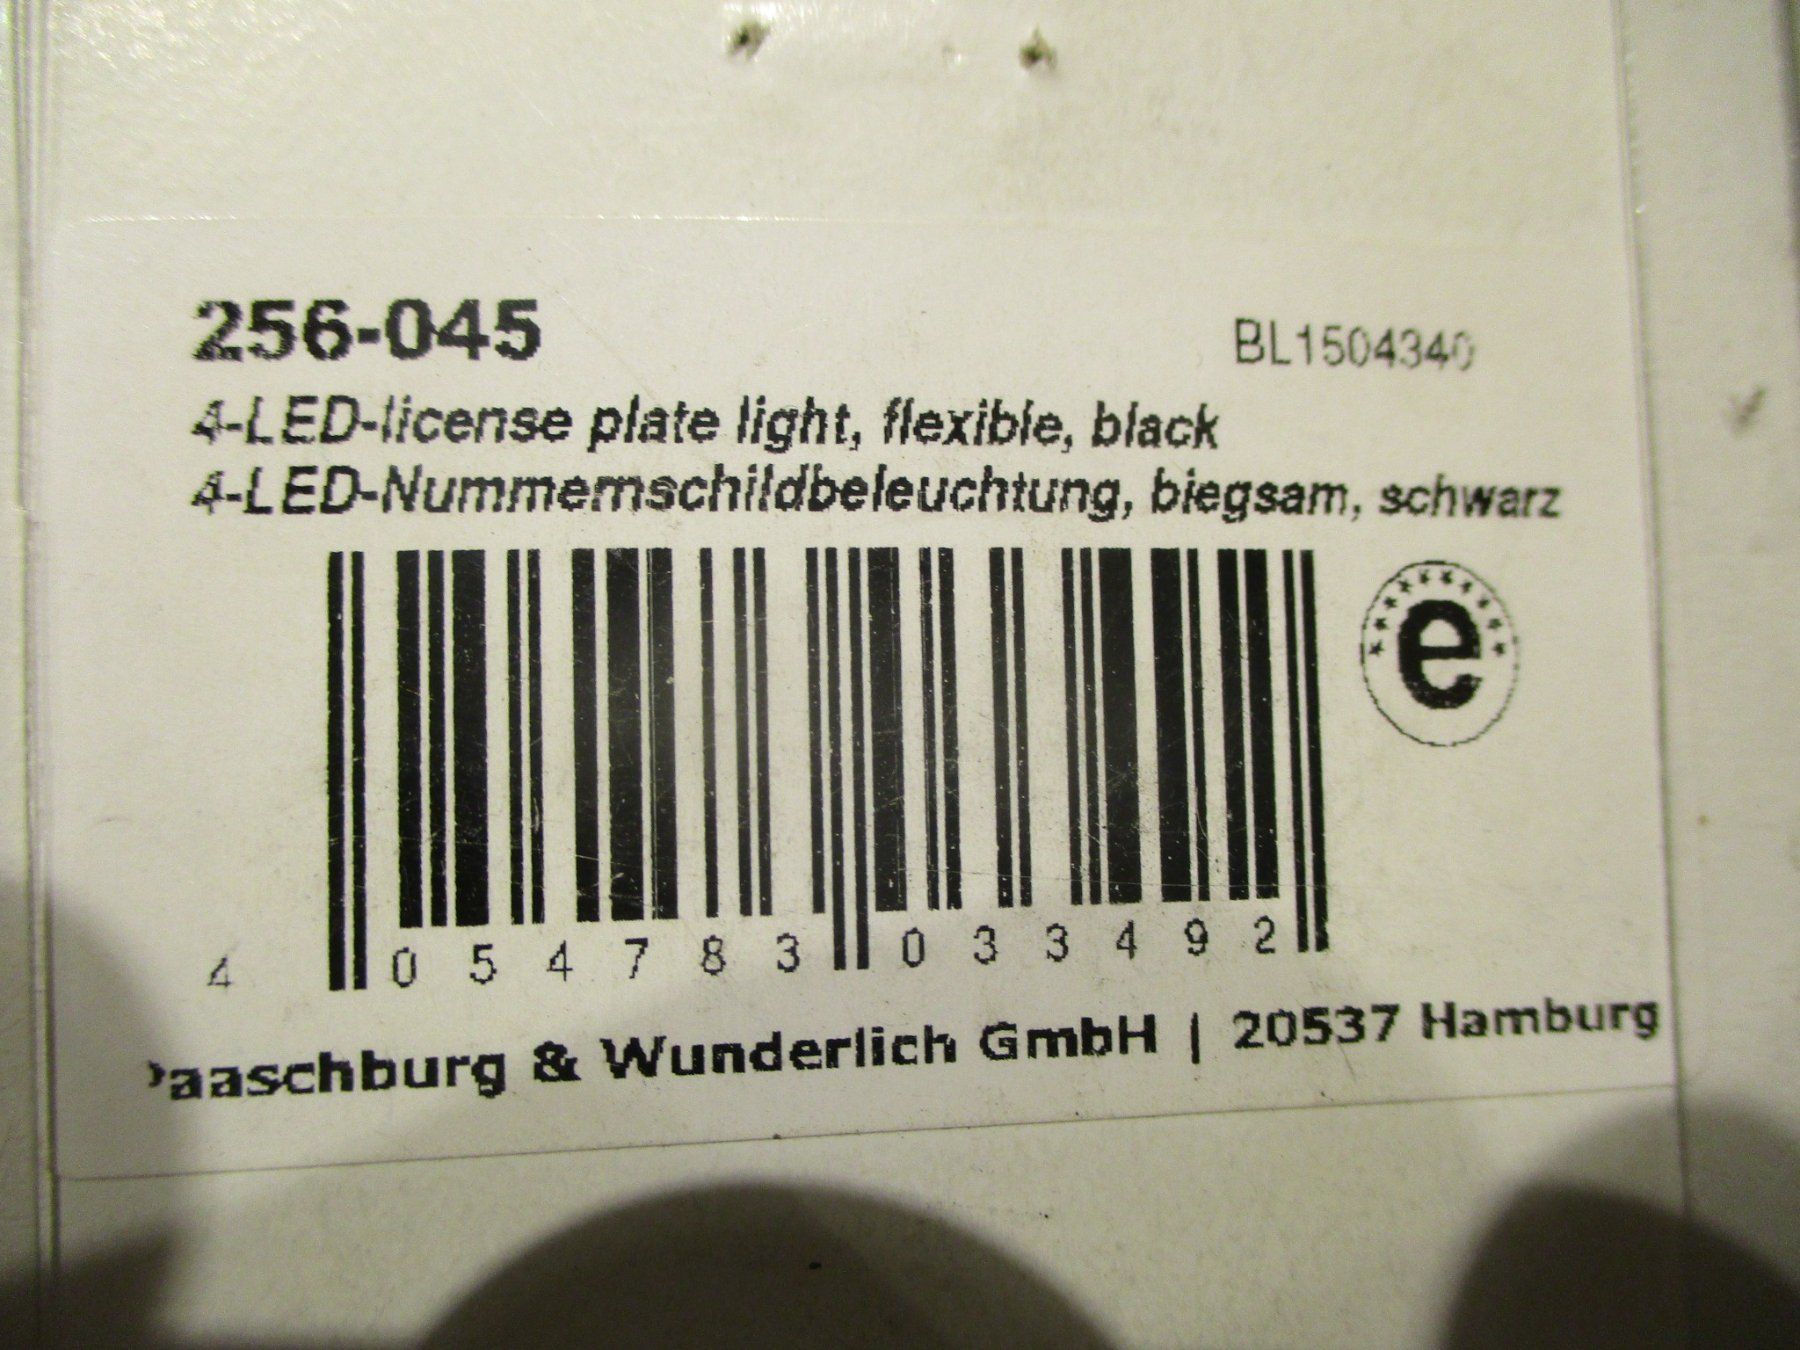 256-045
BL1504340
4-LED-license plate light, flexible, black
4-LED-Nummernschildbeleuchtung, biegsam, schwarz
e
4 054783 033492
Paaschburg & Wunderlich GmbH | 20537 Hamburg